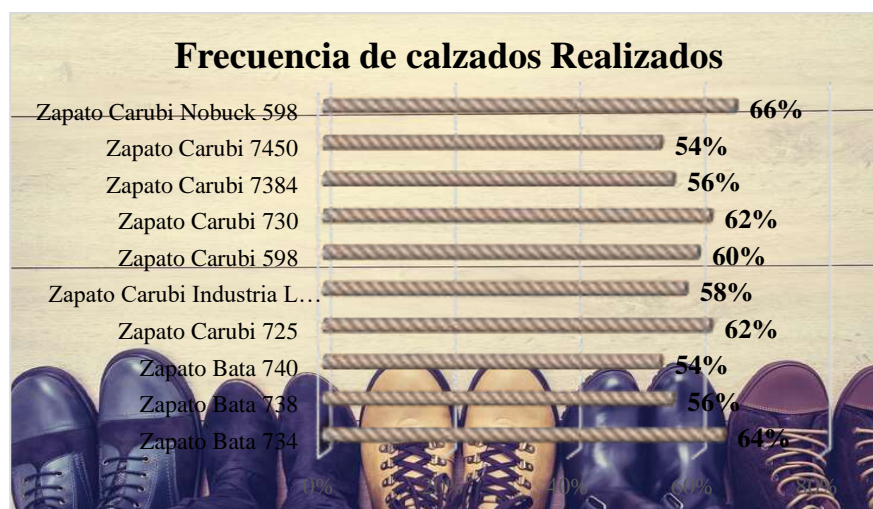 Frecuencia de calzados Realizados
Zapato Carubi Nobuck 598 66%
Zapato Carubi 7450 54%
Zapato Carubi 7384 56%
Zapato Carubi 730 62%
Zapato Carubi 598 60%
Zapato Carubi Industria L… 58%
Zapato Carubi 725 62%
Zapato Bata 740 54%
Zapato Bata 738 56%
Zapato Bata 734 64%
0% 20% 40% 60% 80%